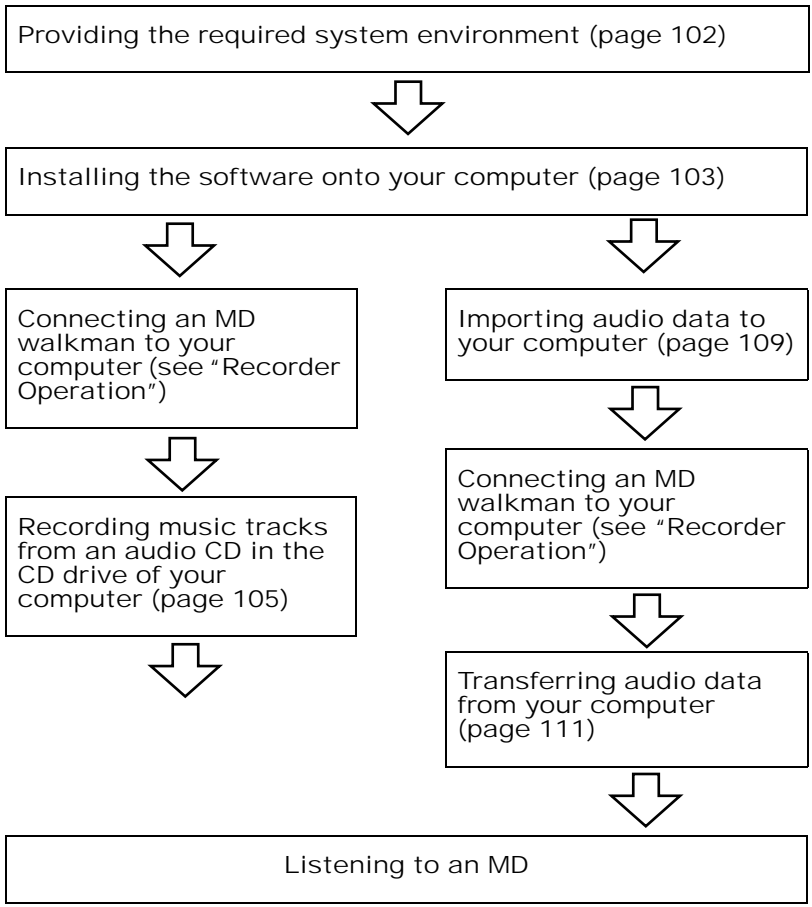 Providing the required system environment (page 102)
Installing the software onto your computer (page 103)
Connecting an MD
walkman to your
computer (see “Recorder
Operation”)
Recording music tracks
from an audio CD in the
CD drive of your
computer (page 105)
Importing audio data to
your computer (page 109)
Connecting an MD
walkman to your
computer (see “Recorder
Operation”)
Transferring audio data
from your computer
(page 111)
Listening to an MD